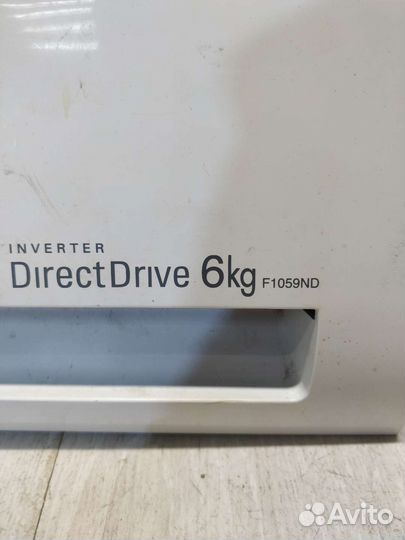 INVERTER
DirectDrive 6kg F1059ND
Avito